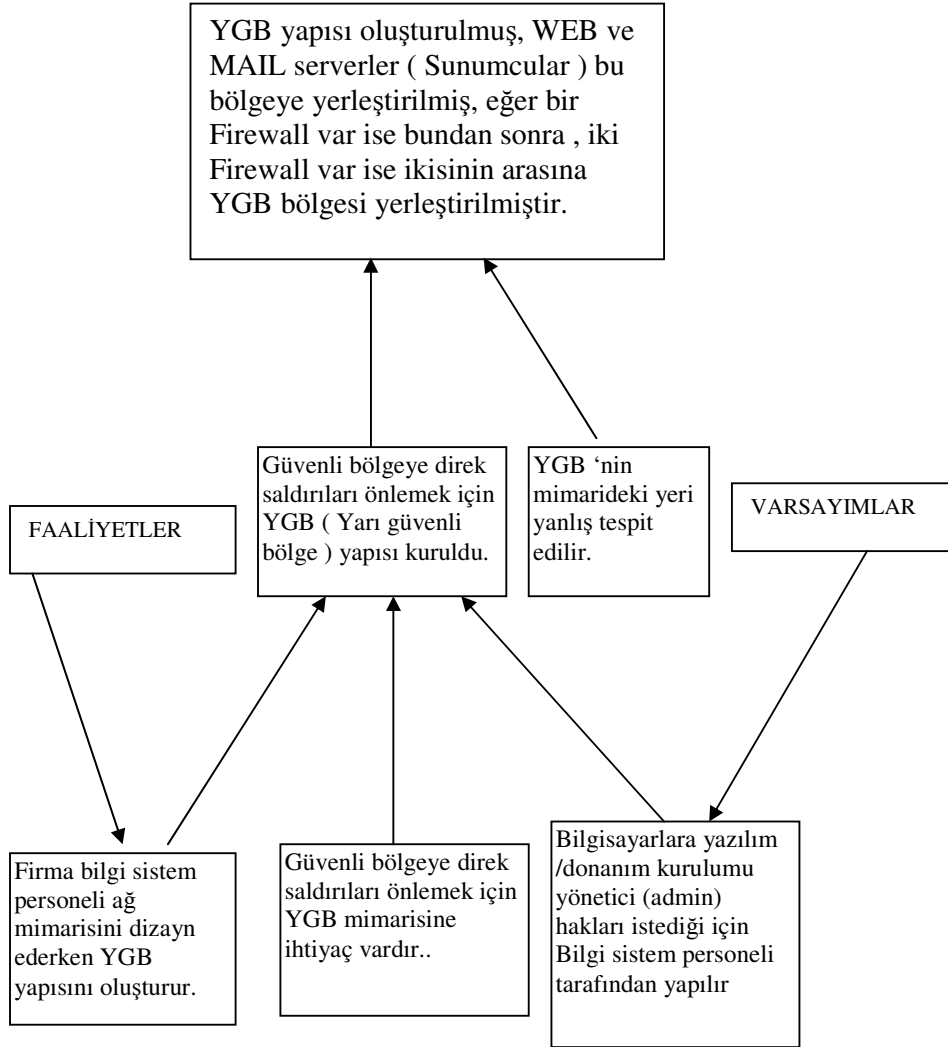 YGB yapısı oluşturulmuş, WEB ve
MAIL serverler ( Sunumcular ) bu
bölgeye yerleştirilmiş, eğer bir
Firewall var ise bundan sonra , iki
Firewall var ise ikisinin arasına
YGB bölgesi yerleştirilmiştir.
Güvenli bölgeye direk
saldırıları önlemek için
YGB ( Yarı güvenli
bölge ) yapısı kuruldu.
YGB ‘nin
mimarideki yeri
yanlış tespit
edilir.
FAALİYETLER
VARSAYIMLAR
Firma bilgi sistem
personeli ağ
mimarisini dizayn
ederken YGB
yapısını oluşturur.
Güvenli bölgeye direk
saldırıları önlemek için
YGB mimarisine
ihtiyaç vardır..
Bilgisayarlara yazılım
/donanım kurulumu
yönetici (admin)
hakları istediği için
Bilgi sistem personeli
tarafından yapılır